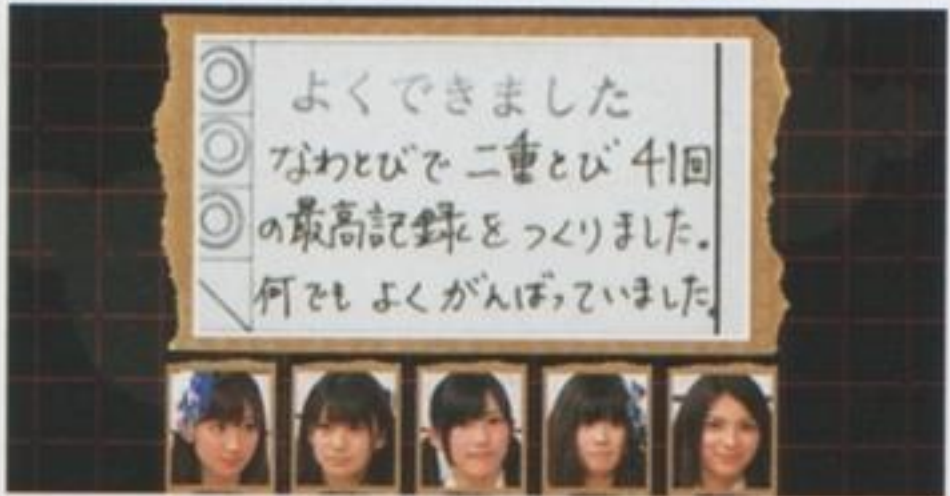 よくできました
なわとびで 二重とび 41回
の最高記録を つくりました。
何でも よく がんばっていました。